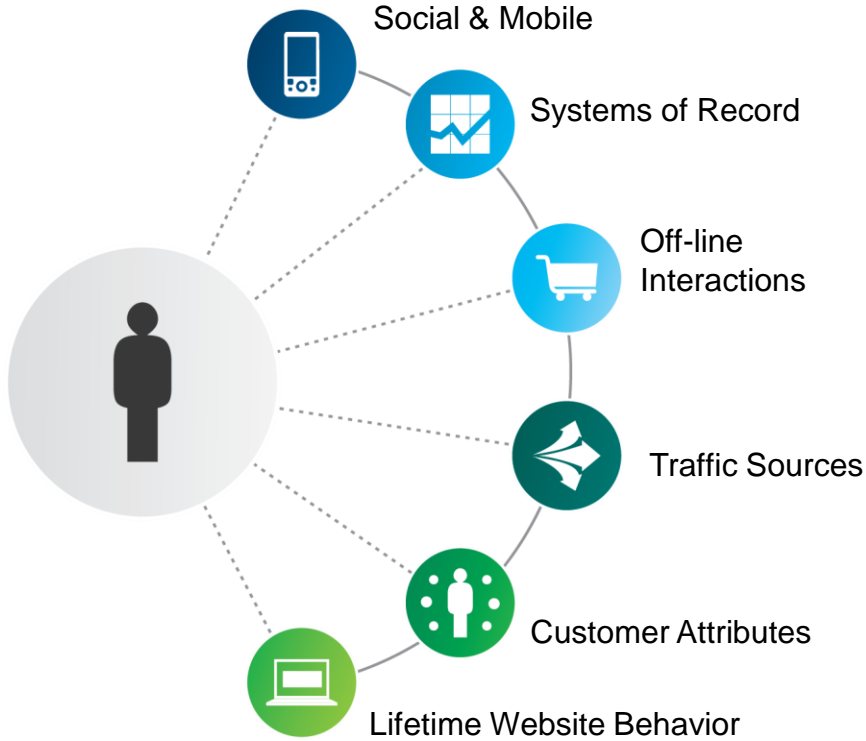 Social & Mobile
Systems of Record
Off-line
Interactions
Traffic Sources
Customer Attributes
Lifetime Website Behavior